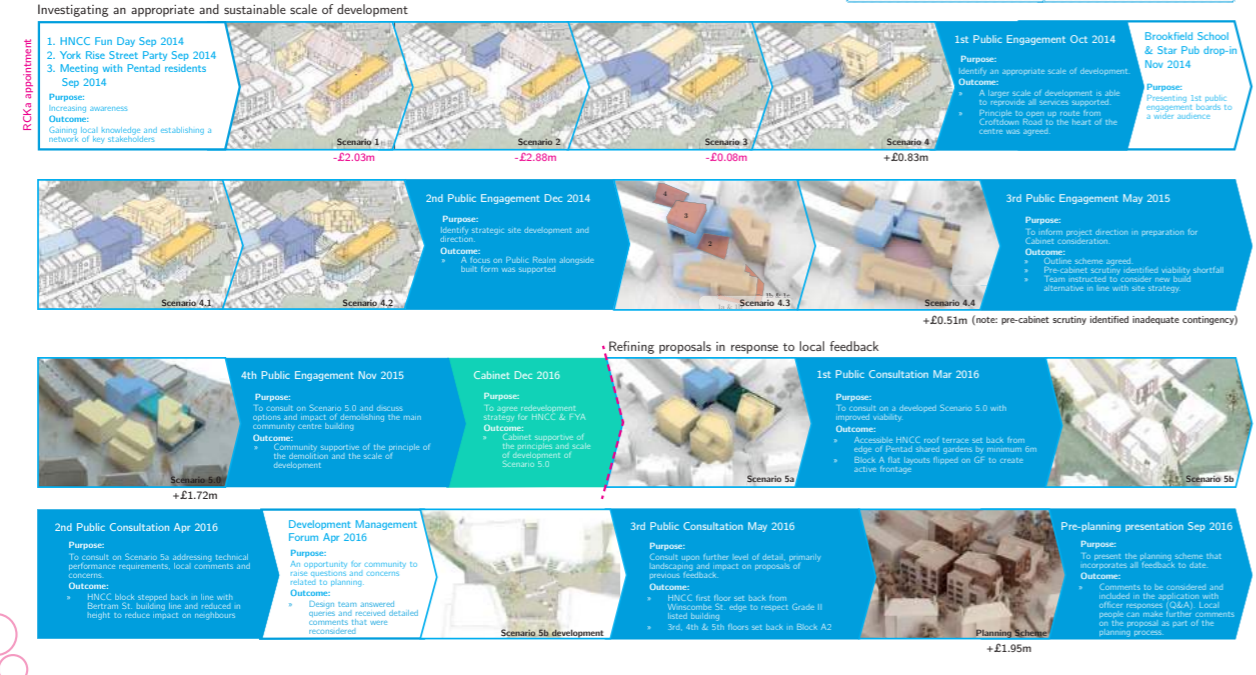 Investigating an appropriate and sustainable scale of development
RCKa appointment
1. HNCC Fun Day Sep 2014
2. York Rise Street Party Sep 2014
3. Meeting with Pentad residents
Sep 2014
Purpose:
Increasing awareness
Outcome:
Gaining local knowledge and establishing a
network of key stakeholders
Scenario 1
-£2.03m
Scenario 2
-£2.88m
Scenario 3
-£0.08m
Scenario 4
+£0.83m
1st Public Engagement Oct 2014
Purpose:
Identify an appropriate scale of development.
Outcome:
» A larger scale of development is able
to reprovide all services supported.
» Principle to open up route from
Croftdown Road to the heart of the
centre was agreed.
Brookfield School
& Star Pub drop-in
Nov 2014
Purpose:
Presenting 1st public
engagement boards to
a wider audience
Scenario 4.1
Scenario 4.2
2nd Public Engagement Dec 2014
Purpose:
Identify strategic site development and
direction.
Outcome:
» A focus on Public Realm alongside
built form was supported
4
3
2
Scenario 4.3
Scenario 4.4
3rd Public Engagement May 2015
Purpose:
To inform project direction in preparation for
Cabinet consideration.
Outcome:
» Outline scheme agreed.
» Pre-cabinet scrutiny identified viability shortfall
» Team instructed to consider new build
alternative in line with site strategy.
+£0.51m (note: pre-cabinet scrutiny identified inadequate contingency)
Refining proposals in response to local feedback
Scenario 5.0
+£1.72m
4th Public Engagement Nov 2015
Purpose:
To consult on Scenario 5.0 and discuss
options and impact of demolishing the main
community centre building
Outcome:
» Community supportive of the principle of
the demolition and the scale of
development
Cabinet Dec 2016
Purpose:
To agree redevelopment
strategy for HNCC & FYA
Outcome:
» Cabinet supportive of
the principles and scale
of development of
Scenario 5.0
Scenario 5a
1st Public Consultation Mar 2016
Purpose:
To consult on a developed Scenario 5.0 with
improved viability.
Outcome:
» Accessible HNCC roof terrace set back from
edge of Pentad shared gardens by minimum 6m
» Block A flat layouts flipped on GF to create
active frontage
Scenario 5b
2nd Public Consultation Apr 2016
Purpose:
To consult on Scenario 5a addressing technical
performance requirements, local comments and
concerns.
Outcome:
» HNCC block stepped back in line with
Bertram St. building line and reduced in
height to reduce impact on neighbours
Development Management
Forum Apr 2016
Purpose:
An opportunity for community to
raise questions and concerns
related to planning.
Outcome:
» Design team answered
queries and received detailed
comments that were
reconsidered
Scenario 5b development
3rd Public Consultation May 2016
Purpose:
Consult upon further level of detail, primarily
landscaping and impact on proposals of
previous feedback.
Outcome:
» HNCC first floor set back from
Winscombe St. edge to respect Grade II
listed building
» 3rd, 4th & 5th floors set back in Block A2
Planning Scheme
+£1.95m
Pre-planning presentation Sep 2016
Purpose:
To present the planning scheme that
incorporates all feedback to date.
Outcome:
» Comments to be considered and
included in the application with
officer responses (Q&A). Local
people can make further comments
on the proposal as part of the
planning process.